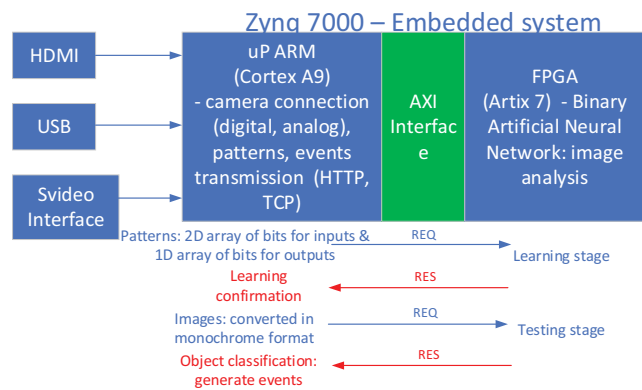 Zynq 7000 – Embedded system
HDMI
USB
Svideo
Interface
uP ARM
(Cortex A9)
- camera connection
(digital, analog),
patterns, events
transmission (HTTP,
TCP)
AXI
Interfac
e
FPGA
(Artix 7) - Binary
Artificial Neural
Network: image
analysis
Patterns: 2D array of bits for inputs &
1D array of bits for outputs
REQ
Learning stage
Learning
confirmation
RES
Images: converted in
monochrome format
REQ
Testing stage
Object classification:
generate events
RES